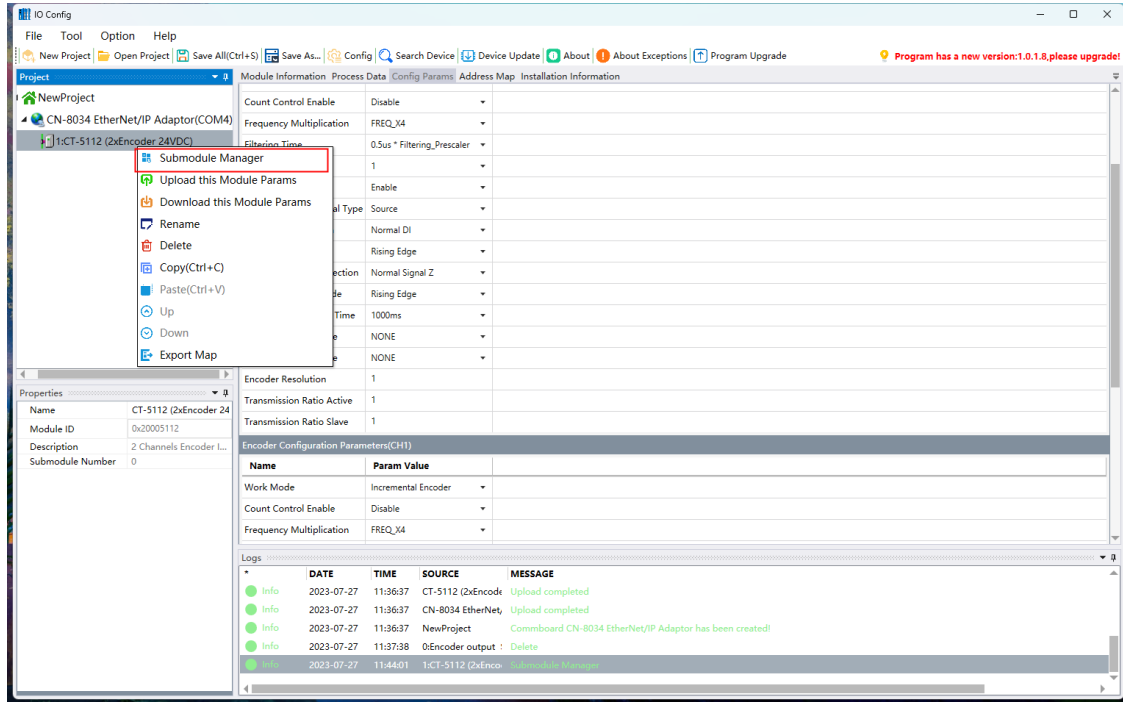 IO Config
File Tool Option Help
New Project Open Project Save All(Ctrl+S) Save As... Config Search Device Device Update About About Exceptions Program Upgrade Program has a new version:1.0.1.8,please upgrade!
Project
NewProject
CN-8034 EtherNet/IP Adaptor(COM4)
1:CT-5112 (2xEncoder 24VDC)
Submodule Manager
Upload this Module Params
Download this Module Params
Rename
Delete
Copy(Ctrl+C)
Paste(Ctrl+V)
Up
Down
Export Map
Module Information Process Data Config Params Address Map Installation Information
Count Control Enable Disable
Frequency Multiplication FREQ_X4
Filtering Time 0.5us * Filtering_Prescaler
1
Enable
al Type Source
Normal DI
Rising Edge
ection Normal Signal Z
de Rising Edge
Time 1000ms
e NONE
e NONE
Encoder Resolution 1
Transmission Ratio Active 1
Transmission Ratio Slave 1
Encoder Configuration Parameters(CH1)
Name Param Value
Work Mode Incremental Encoder
Count Control Enable Disable
Frequency Multiplication FREQ_X4
Properties
Name CT-5112 (2xEncoder 24
Module ID 0x20005112
Description 2 Channels Encoder I...
Submodule Number 0
Logs
* DATE TIME SOURCE MESSAGE
Info 2023-07-27 11:36:37 CT-5112 (2xEncode Upload completed
Info 2023-07-27 11:36:37 CN-8034 EtherNet/ Upload completed
Info 2023-07-27 11:36:37 NewProject Commboard CN-8034 EtherNet/IP Adaptor has been created!
Info 2023-07-27 11:37:38 0:Encoder output Delete
Info 2023-07-27 11:44:01 1:CT-5112 (2xEnco Submodule Manager